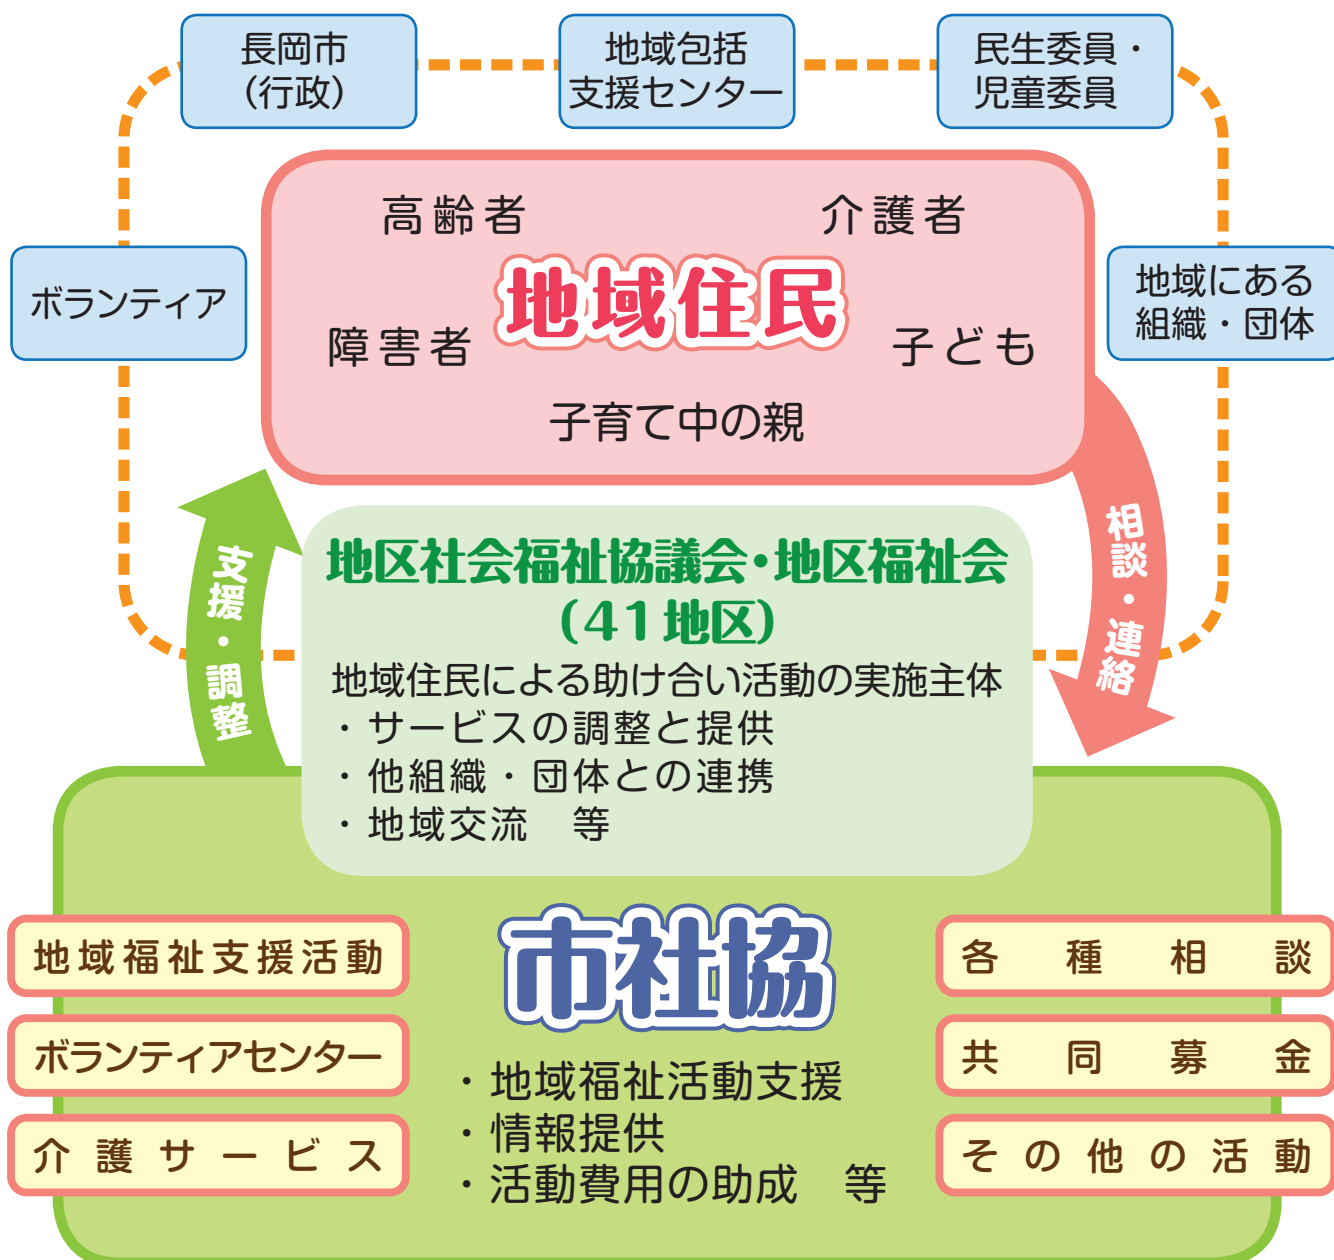 長岡市
（行政）
地域包括
支援センター
民生委員・
児童委員
ボランティア
地域にある
組織・団体
高齢者
介護者
地域住民
障害者
子ども
子育て中の親
支援・調整
相談・連絡
地区社会福祉協議会・地区福祉会
（41地区）
地域住民による助け合い活動の実施主体
・サービスの調整と提供
・他組織・団体との連携
・地域交流　等
市社協
・地域福祉活動支援
・情報提供
・活動費用の助成　等
地域福祉支援活動
ボランティアセンター
介護サービス
各種相談
共同募金
その他の活動